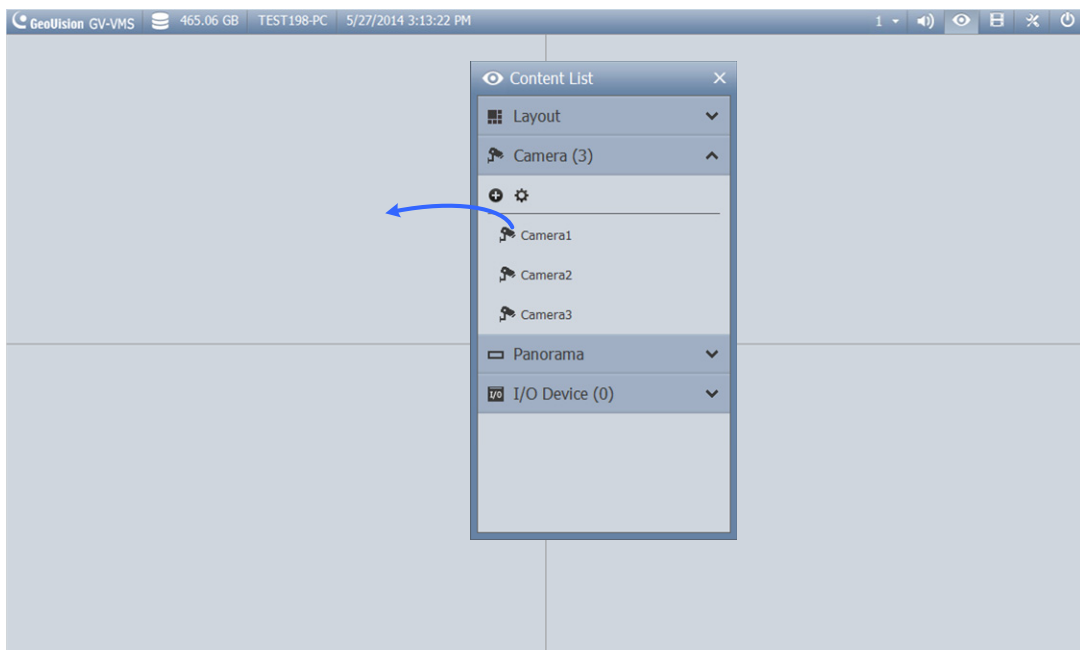 GeoVision GV-VMS 465.06 GB TEST198-PC 5/27/2014 3:13:22 PM 1
Content List
Layout
Camera (3)
Camera1
Camera2
Camera3
Panorama
I/O I/O Device (0)